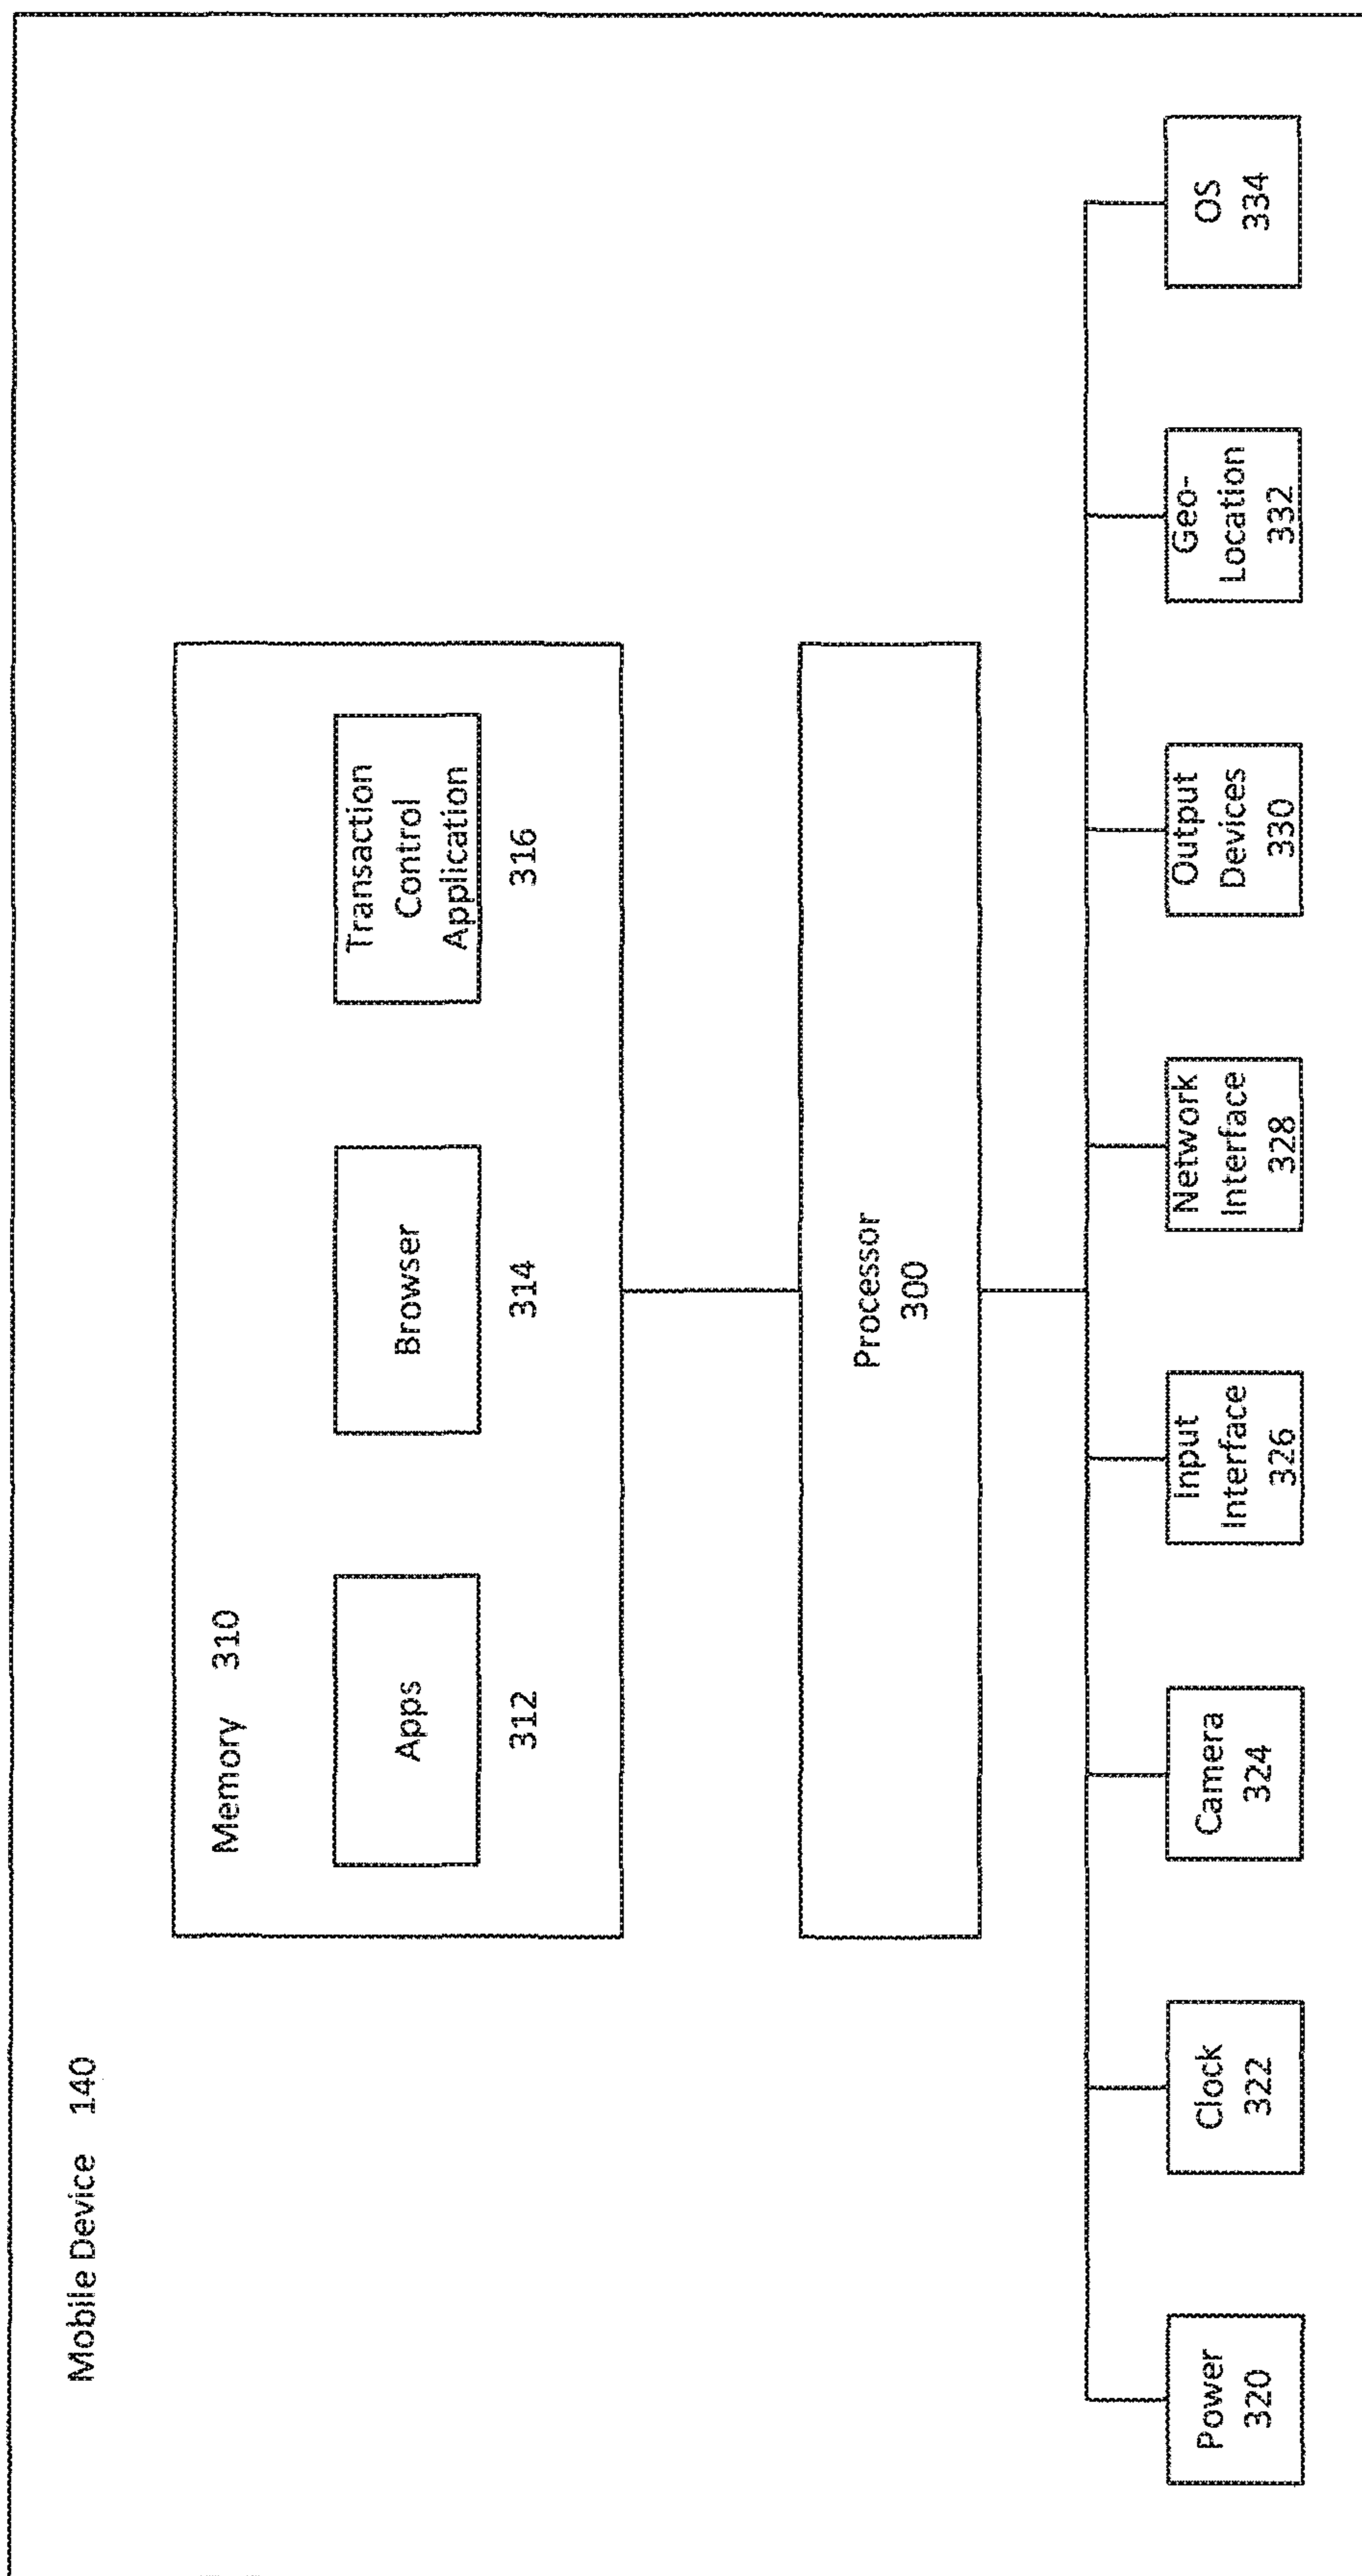 Mobile Device 140
Memory 310
Apps
312
Browser
314
Transaction
Control
Application
316
Processor
300
Power
320
Clock
322
Camera
324
Input
Interface
326
Network
Interface
328
Output
Devices
330
Geo-
Location
332
OS
334